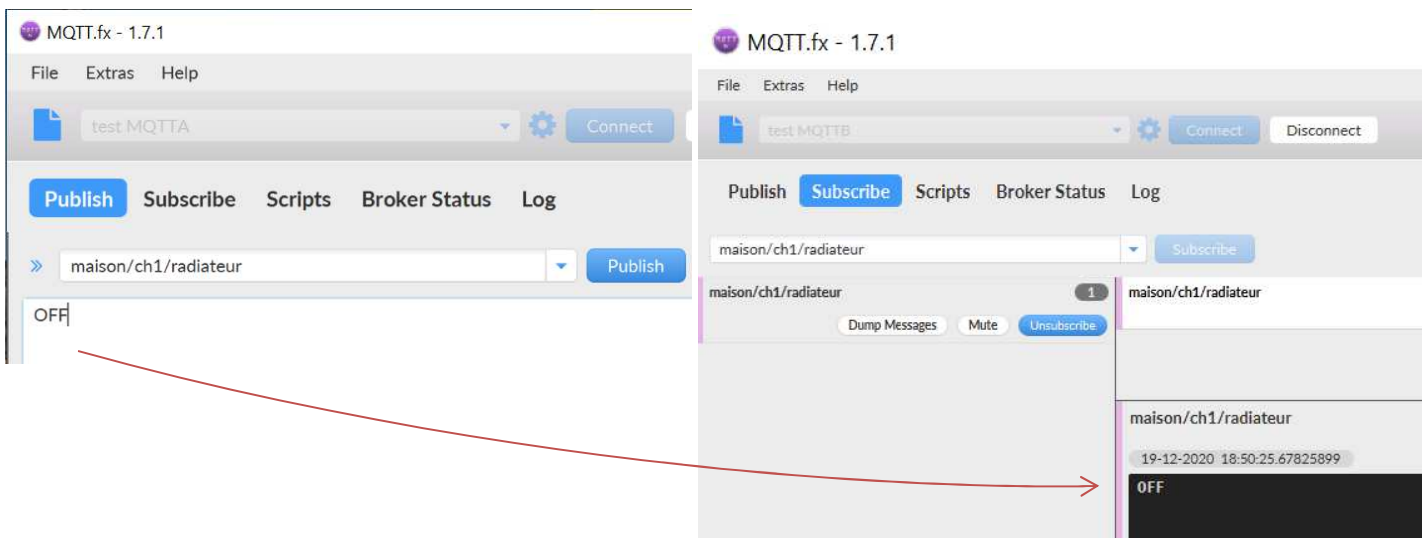 MQTT.fx - 1.7.1
File Extras Help
test MQTTA
Connect
Publish Subscribe Scripts Broker Status Log
maison/ch1/radiateur
Publish
OFF
MQTT.fx - 1.7.1
File Extras Help
test MQTTB
Connect Disconnect
Publish Subscribe Scripts Broker Status Log
maison/ch1/radiateur
Subscribe
maison/ch1/radiateur 1
Dump Messages Mute Unsubscribe
maison/ch1/radiateur
maison/ch1/radiateur
19-12-2020 18:50:25.67825899
OFF